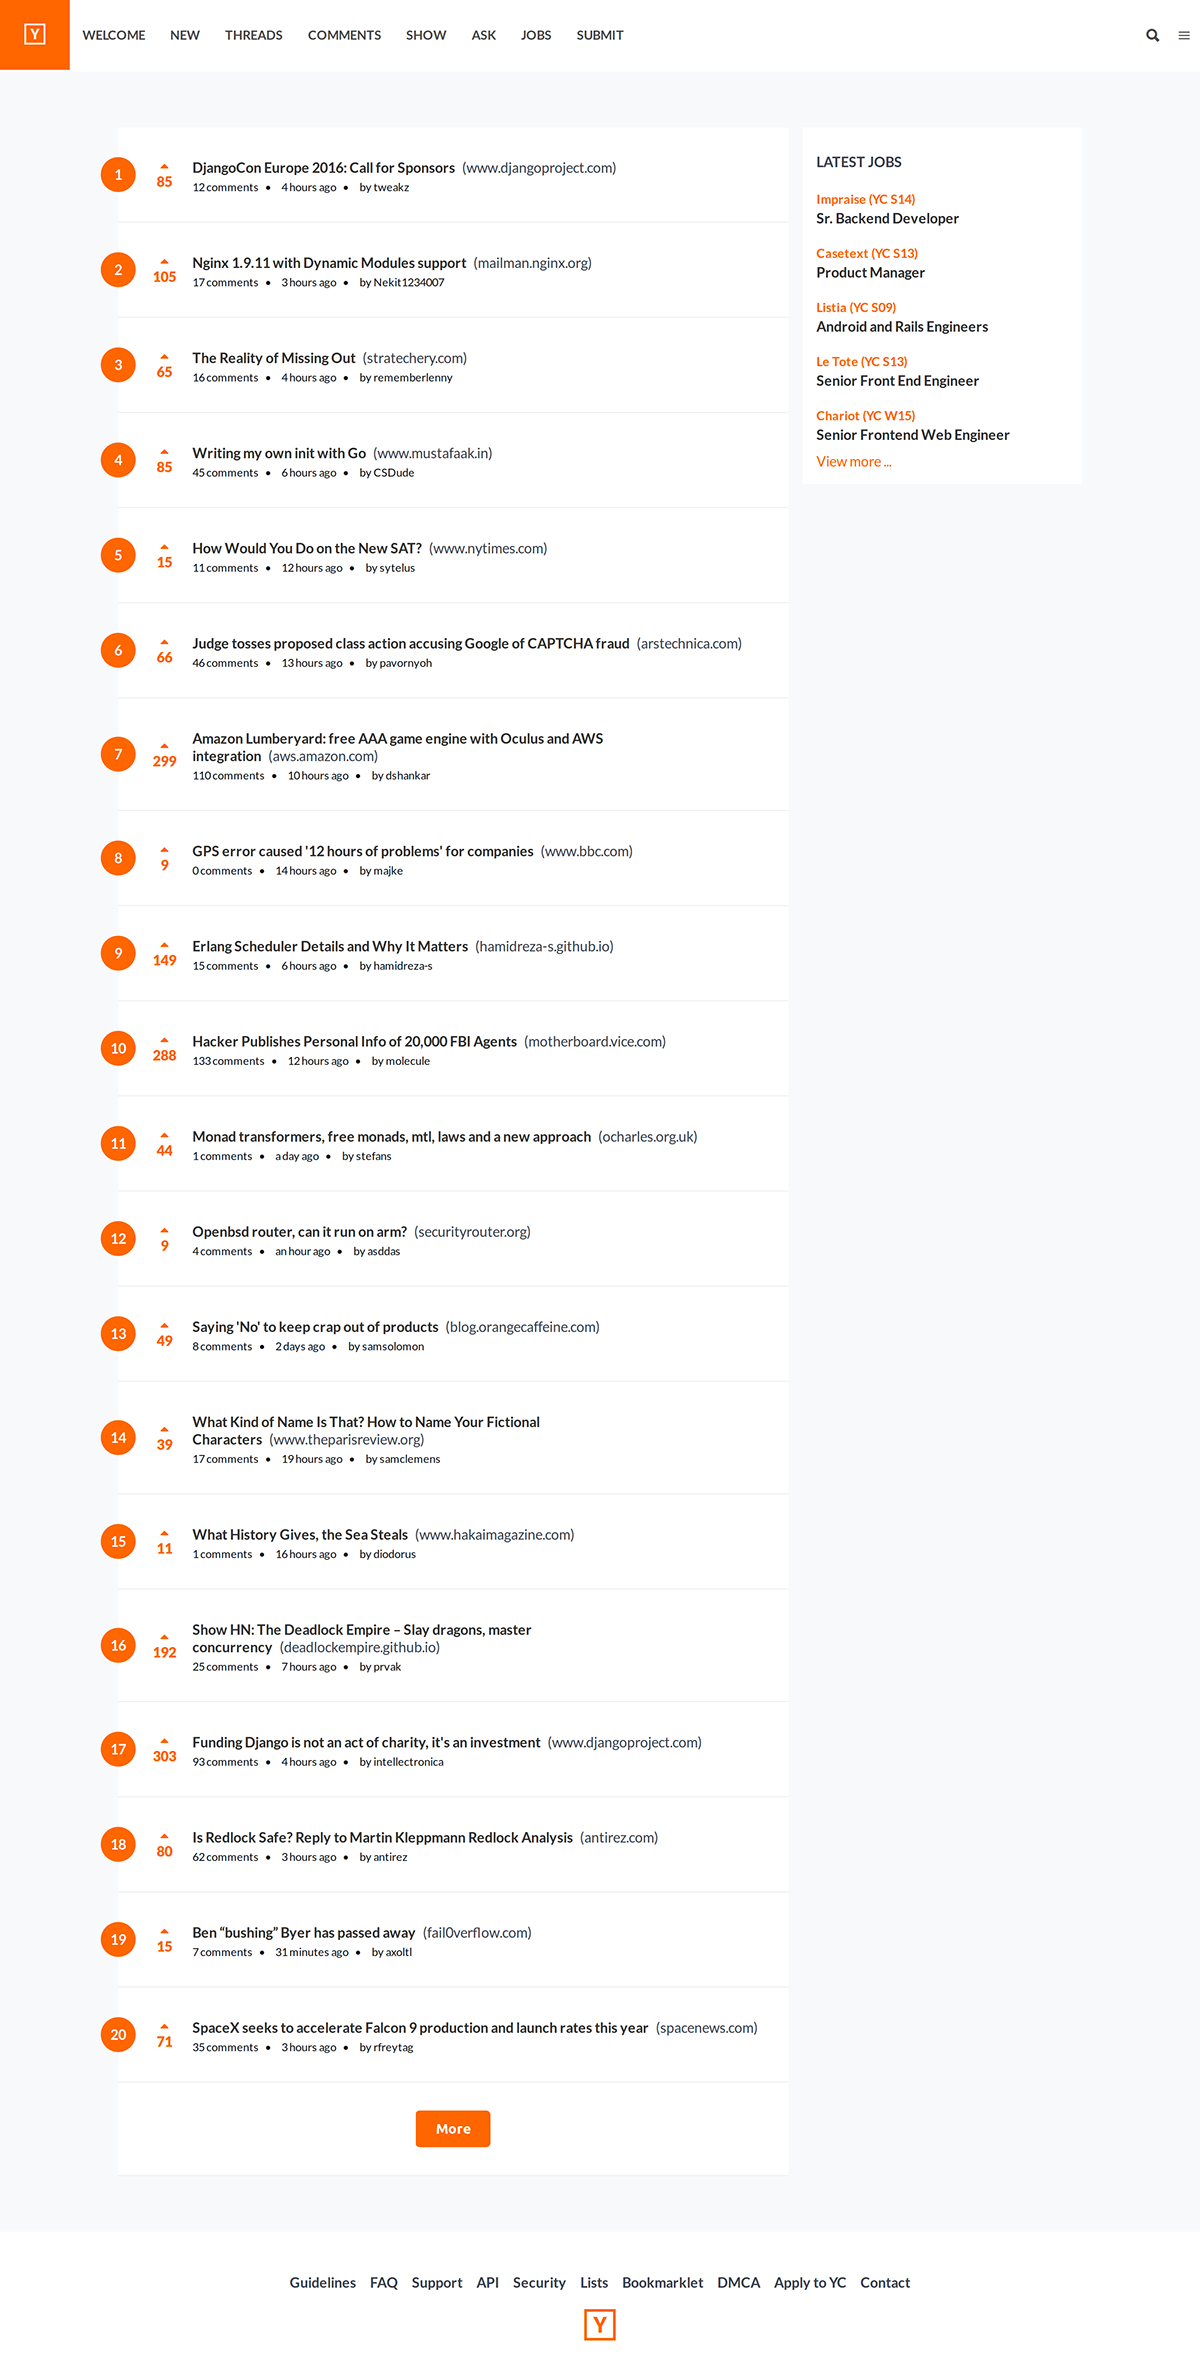 Y WELCOME NEW THREADS COMMENTS SHOW ASK JOBS SUBMIT
1 85 DjangoCon Europe 2016: Call for Sponsors (www.djangoproject.com)
12 comments • 4 hours ago • by tweakz
2 105 Nginx 1.9.11 with Dynamic Modules support (mailman.nginx.org)
17 comments • 3 hours ago • by Nekit1234007
3 65 The Reality of Missing Out (stratechery.com)
16 comments • 4 hours ago • by rememberlenny
4 85 Writing my own init with Go (www.mustafaak.in)
45 comments • 6 hours ago • by CSDude
5 15 How Would You Do on the New SAT? (www.nytimes.com)
11 comments • 12 hours ago • by sytelus
6 66 Judge tosses proposed class action accusing Google of CAPTCHA fraud (arstechnica.com)
46 comments • 13 hours ago • by pavornyoh
7 299 Amazon Lumberyard: free AAA game engine with Oculus and AWS
integration (aws.amazon.com)
110 comments • 10 hours ago • by dshankar
8 9 GPS error caused '12 hours of problems' for companies (www.bbc.com)
0 comments • 14 hours ago • by majke
9 149 Erlang Scheduler Details and Why It Matters (hamidreza-s.github.io)
15 comments • 6 hours ago • by hamidreza-s
10 288 Hacker Publishes Personal Info of 20,000 FBI Agents (motherboard.vice.com)
133 comments • 12 hours ago • by molecule
11 44 Monad transformers, free monads, mtl, laws and a new approach (ocharles.org.uk)
1 comments • a day ago • by stefans
12 9 Openbsd router, can it run on arm? (securityrouter.org)
4 comments • an hour ago • by asddas
13 49 Saying 'No' to keep crap out of products (blog.orangecaffeine.com)
8 comments • 2 days ago • by samsolomon
14 39 What Kind of Name Is That? How to Name Your Fictional
Characters (www.theparisreview.org)
17 comments • 19 hours ago • by samclemens
15 11 What History Gives, the Sea Steals (www.hakaimagazine.com)
1 comments • 16 hours ago • by diodorus
16 192 Show HN: The Deadlock Empire – Slay dragons, master
concurrency (deadlockempire.github.io)
25 comments • 7 hours ago • by prvak
17 303 Funding Django is not an act of charity, it's an investment (www.djangoproject.com)
93 comments • 4 hours ago • by intellectronica
18 80 Is Redlock Safe? Reply to Martin Kleppmann Redlock Analysis (antirez.com)
62 comments • 3 hours ago • by antirez
19 15 Ben “bushing” Byer has passed away (fail0verflow.com)
7 comments • 31 minutes ago • by axoltl
20 71 SpaceX seeks to accelerate Falcon 9 production and launch rates this year (spacenews.com)
35 comments • 3 hours ago • by rfreytag
More
LATEST JOBS
Impraise (YC S14)
Sr. Backend Developer
Casetext (YC S13)
Product Manager
Listia (YC S09)
Android and Rails Engineers
Le Tote (YC S13)
Senior Front End Engineer
Chariot (YC W15)
Senior Frontend Web Engineer
View more ...
Guidelines FAQ Support API Security Lists Bookmarklet DMCA Apply to YC Contact
Y